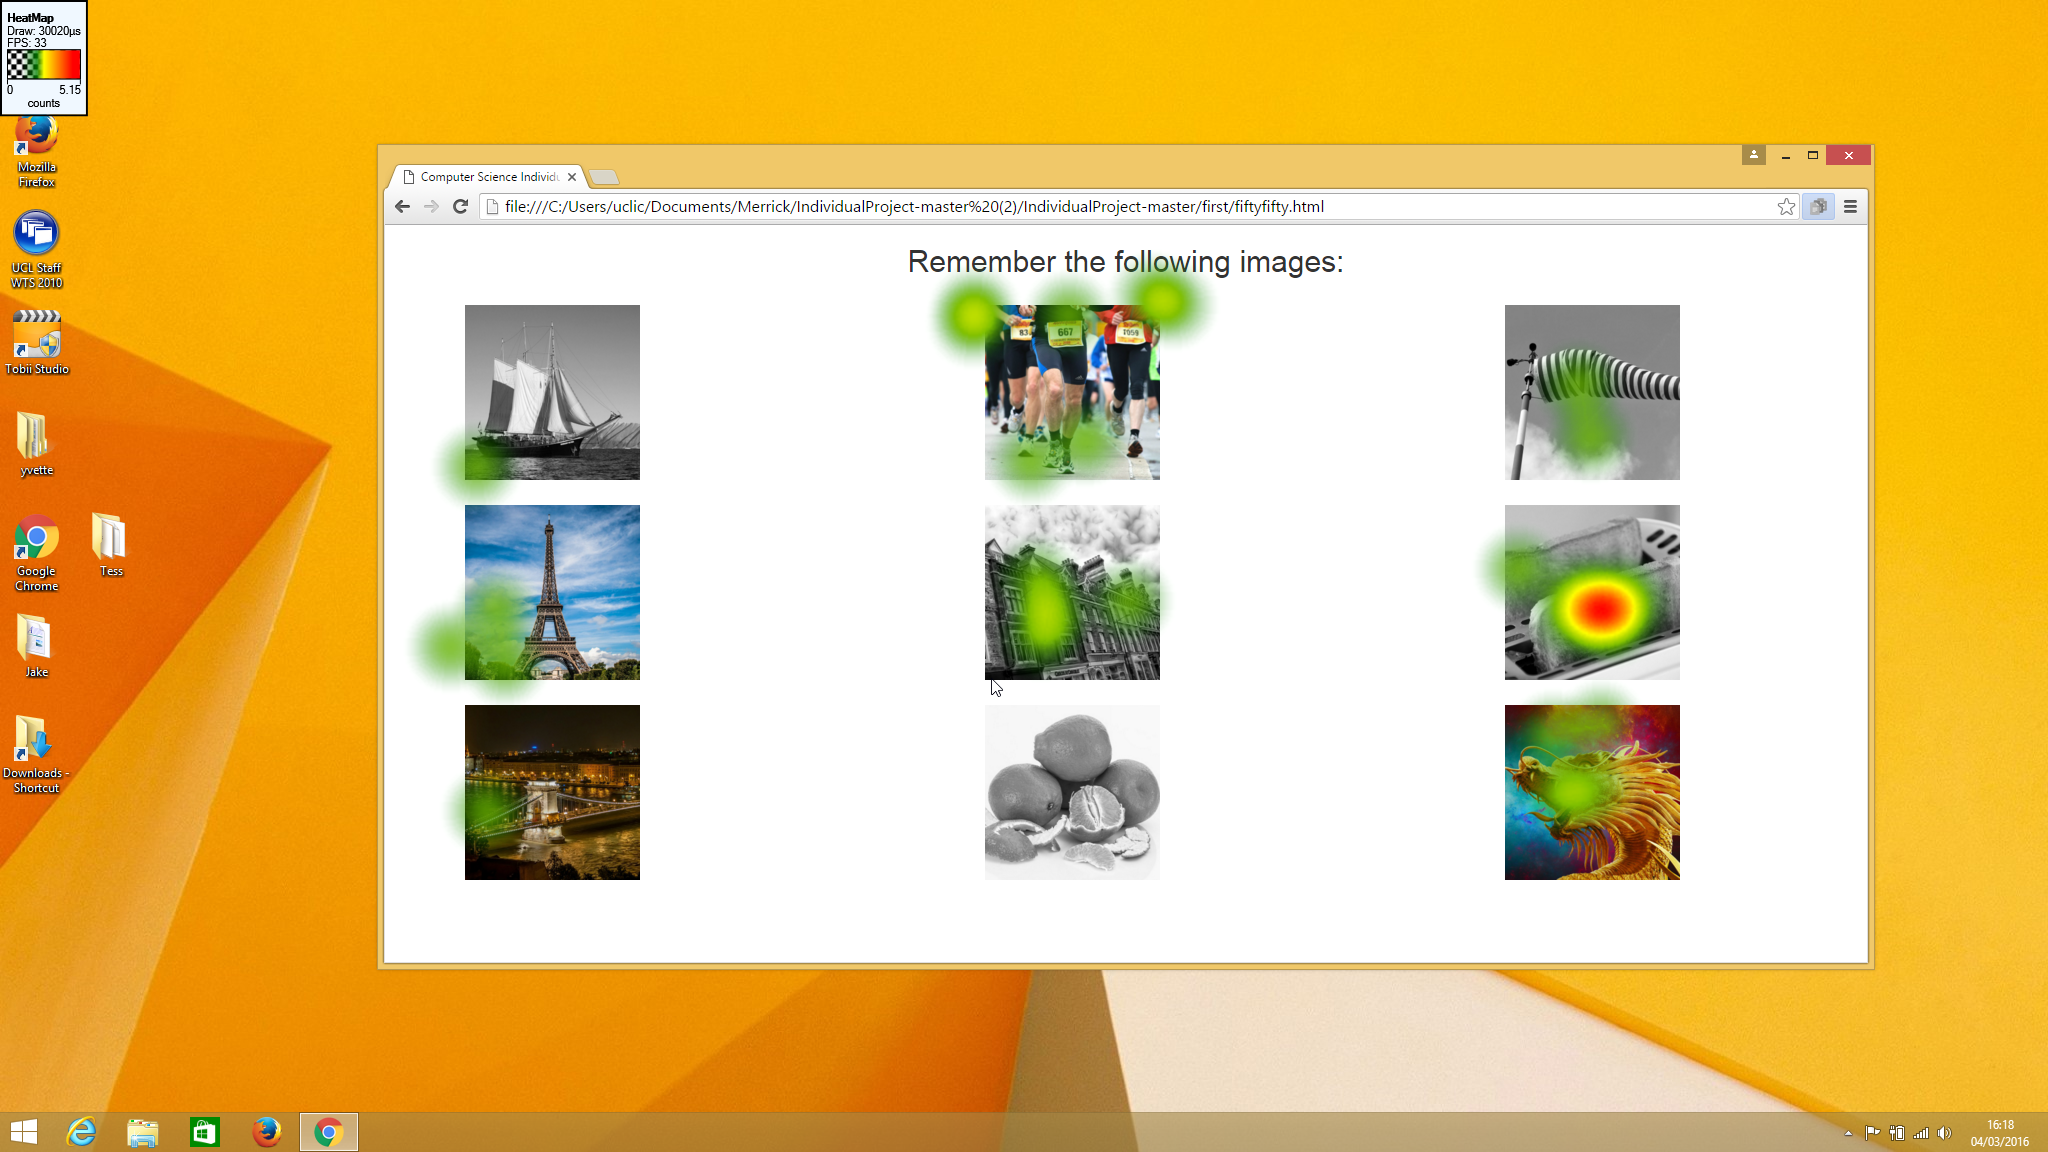 HeatMap
Draw: 30020µs
FPS: 33
0 5.15
counts
Mozilla
Firefox
UCL Staff
WTS 2010
Tobii Studio
yvette
Google
Chrome
Tess
Jake
Downloads -
Shortcut
Computer Science Individu
file:///C:/Users/uclic/Documents/Merrick/IndividualProject-master%20(2)/IndividualProject-master/first/fiftyfifty.html
Remember the following images:
83
667
1059
16:18
04/03/2016